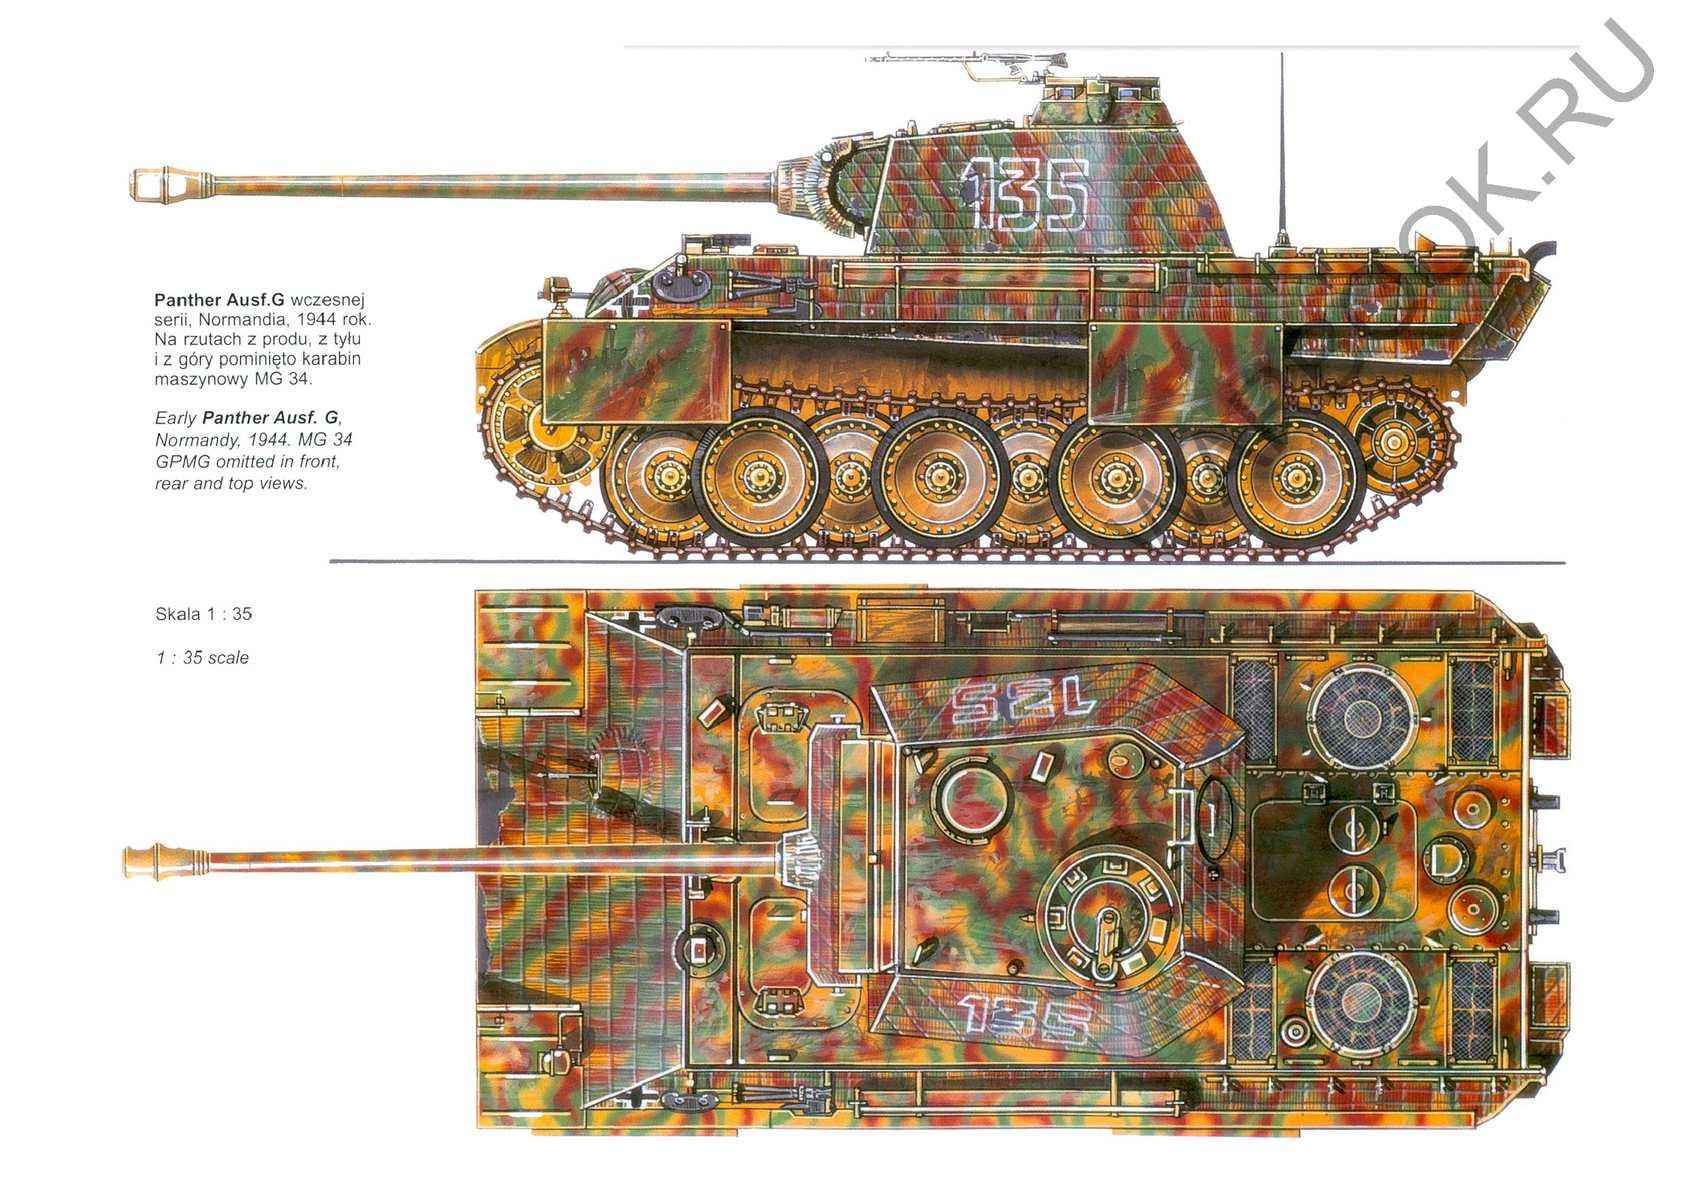 135
Panther Ausf.G wczesnej
serii, Normandia, 1944 rok.
Na rzutach z produ, z tyłu
i z góry pominięto karabin
maszynowy MG 34.
Early Panther Ausf. G,
Normandy, 1944. MG 34
GPMG omitted in front,
rear and top views.
Skala 1 : 35
1 : 35 scale
135
135
OK.RU